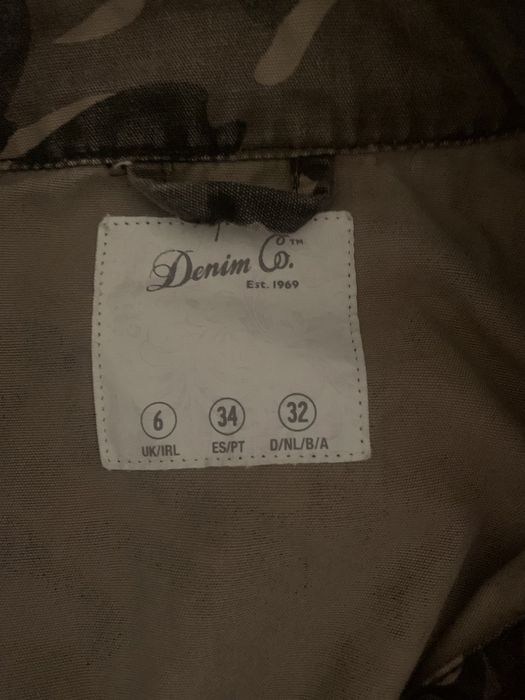 Denim Co.™
Est. 1969
6 34 32
UK/IRL ES/PT D/NL/B/A